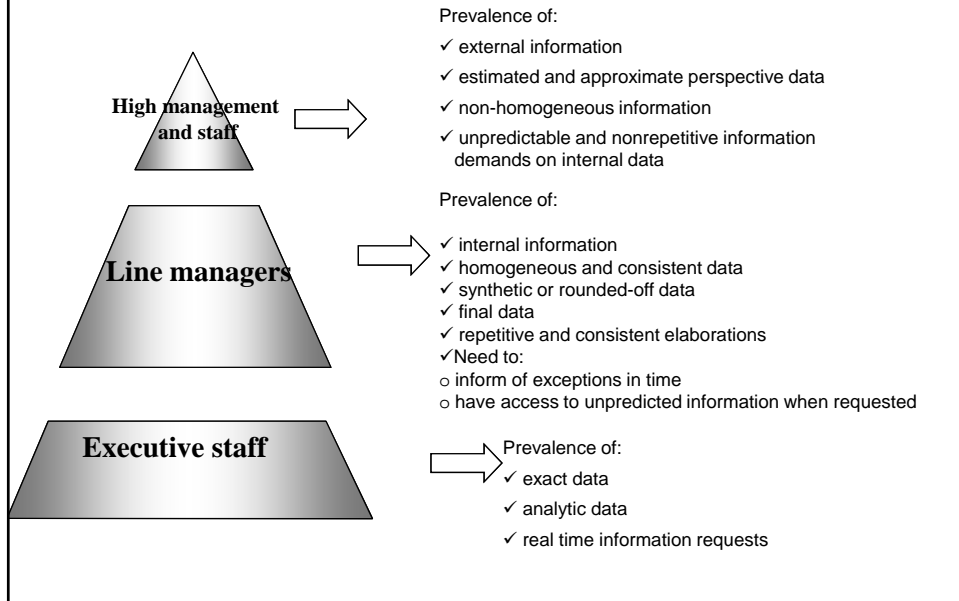 Prevalence of:
✓ external information
✓ estimated and approximate perspective data
High management
and staff
✓ non-homogeneous information
✓ unpredictable and nonrepetitive information
demands on internal data
Prevalence of:
Line managers
✓ internal information
✓ homogeneous and consistent data
✓ synthetic or rounded-off data
✓ final data
✓ repetitive and consistent elaborations
✓Need to:
o inform of exceptions in time
o have access to unpredicted information when requested
Executive staff
Prevalence of:
✓ exact data
✓ analytic data
✓ real time information requests